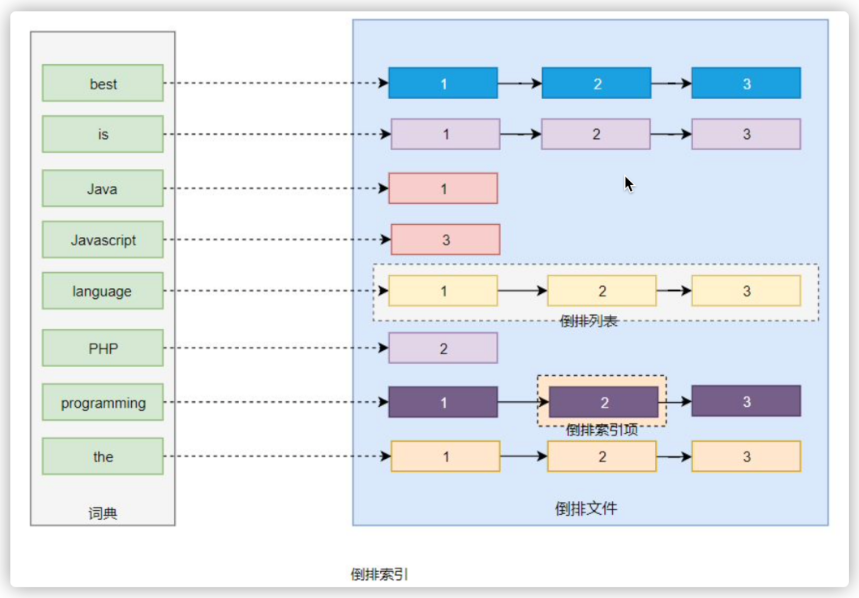 best 1 2 3
is 1 2 3
Java 1
Javascript 3
language 1 2 3
倒排列表
PHP 2
programming 1 2 3
倒排索引项
the 1 2 3
词典
倒排文件
倒排索引